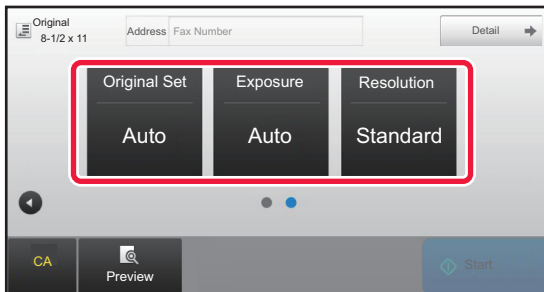 Original
8-1/2 x 11
Address Fax Number
Detail
Original Set Exposure Resolution
Auto Auto Standard
CA
Preview
Start